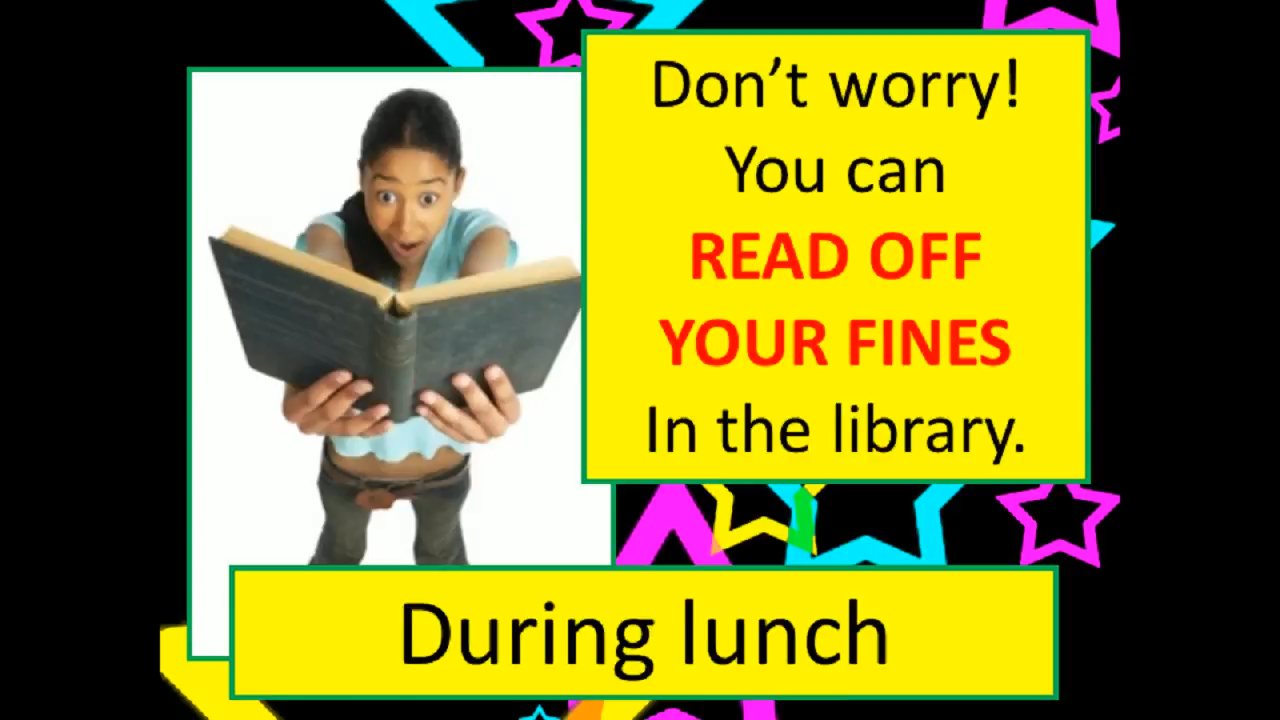 Don’t worry!
You can
READ OFF
YOUR FINES
In the library.
During lunch